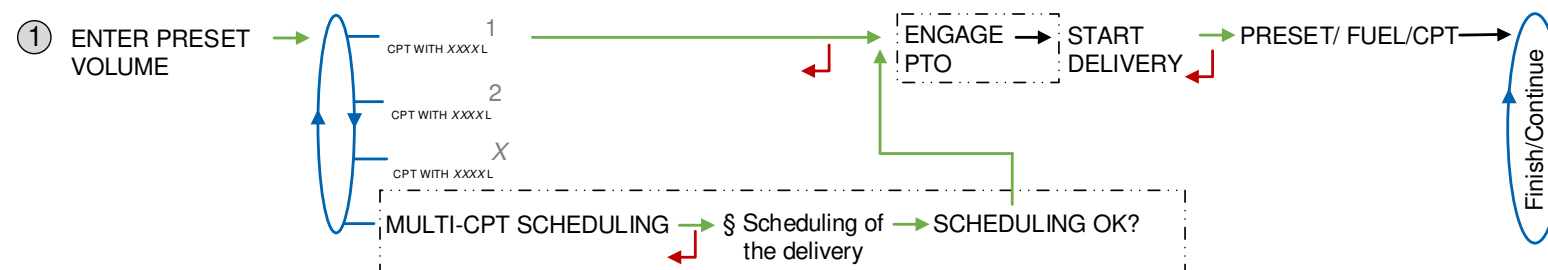 1 ENTER PRESET
VOLUME
1
CPT WITH XXXX L
2
CPT WITH XXXX L
X
CPT WITH XXXX L
MULTI-CPT SCHEDULING
§ Scheduling of
the delivery
SCHEDULING OK?
ENGAGE
PTO
START
DELIVERY
PRESET/ FUEL/CPT
Finish/Continue